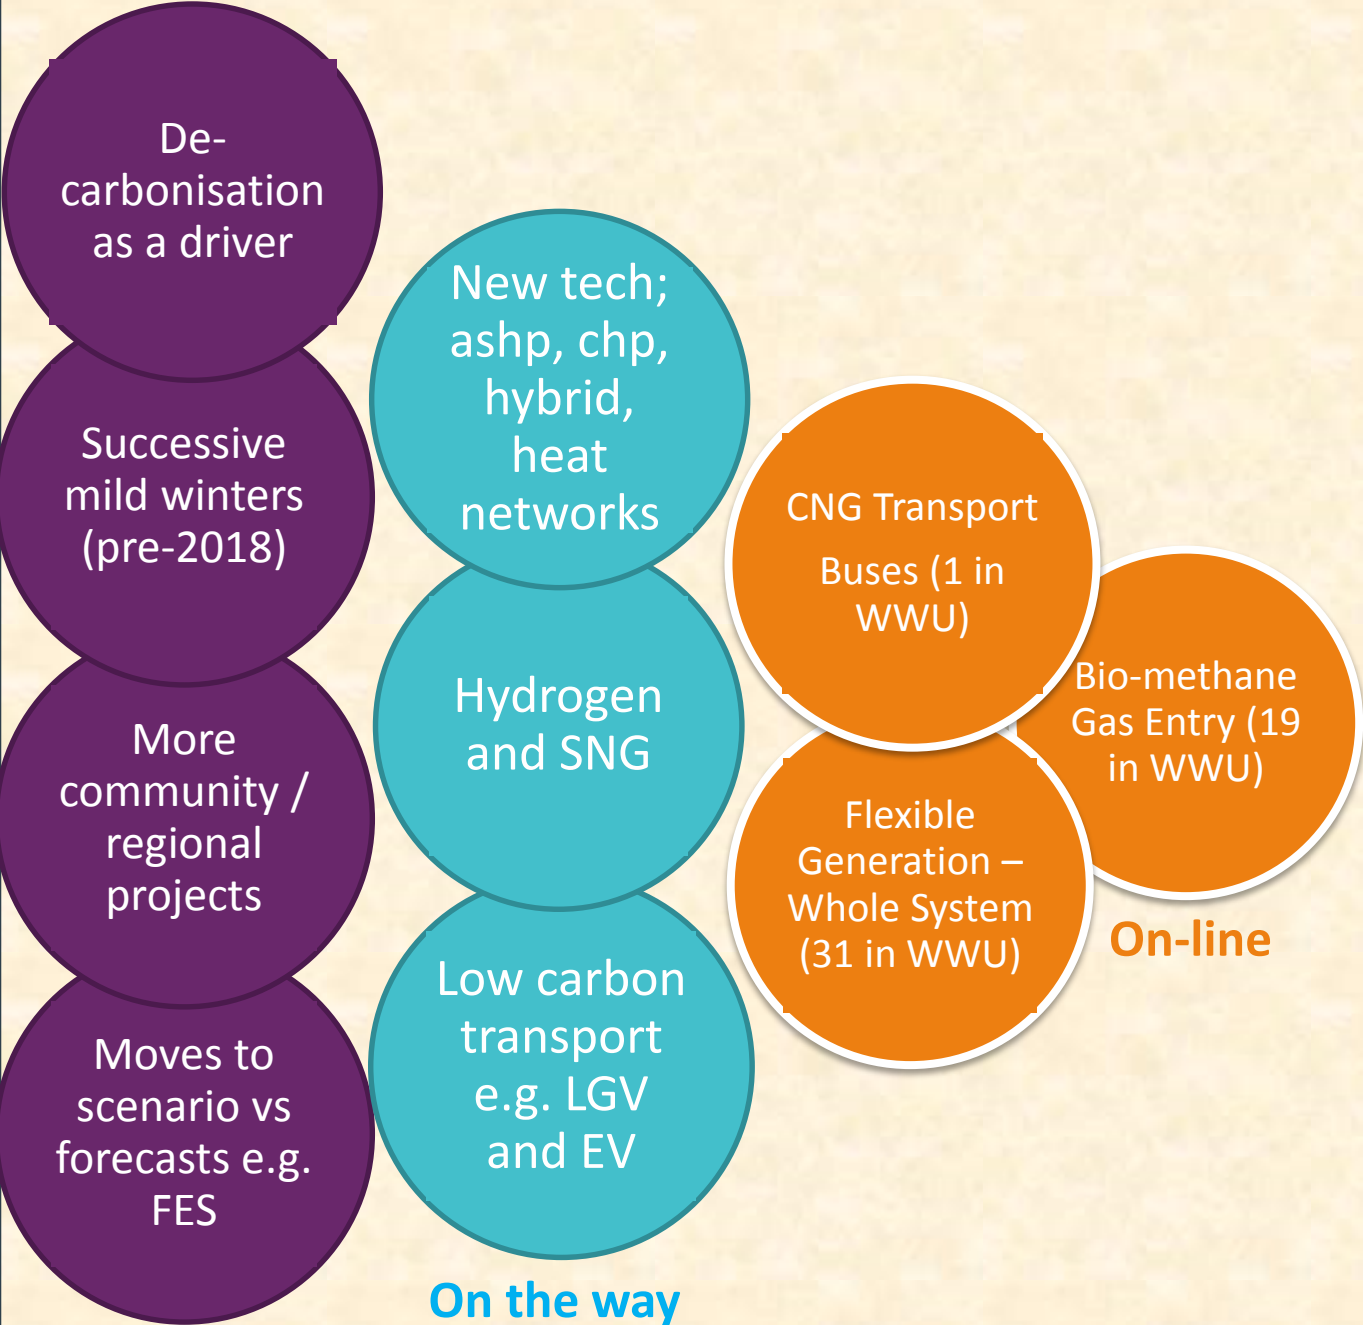 De-
carbonisation
as a driver
Successive
mild winters
(pre-2018)
More
community /
regional
projects
Moves to
scenario vs
forecasts e.g.
FES
New tech;
ashp, chp,
hybrid,
heat
networks
Hydrogen
and SNG
Low carbon
transport
e.g. LGV
and EV
On the way
CNG Transport
Buses (1 in
WWU)
Flexible
Generation –
Whole System
(31 in WWU)
Bio-methane
Gas Entry (19
in WWU)
On-line